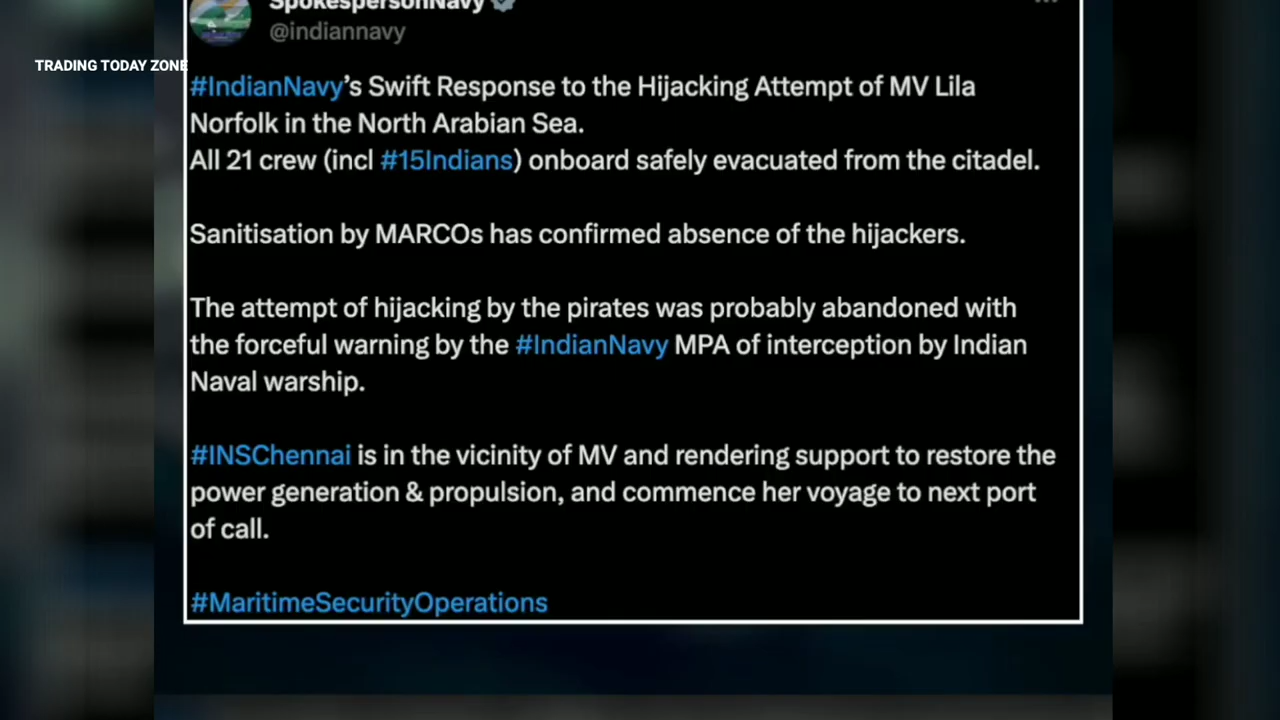 SpokespersonNavy
@indiannavy
TRADING TODAY ZONE
#IndianNavy’s Swift Response to the Hijacking Attempt of MV Lila
Norfolk in the North Arabian Sea.
All 21 crew (incl #15Indians) onboard safely evacuated from the citadel.
Sanitisation by MARCOs has confirmed absence of the hijackers.
The attempt of hijacking by the pirates was probably abandoned with
the forceful warning by the #IndianNavy MPA of interception by Indian
Naval warship.
#INSChennai is in the vicinity of MV and rendering support to restore the
power generation & propulsion, and commence her voyage to next port
of call.
#MaritimeSecurityOperations